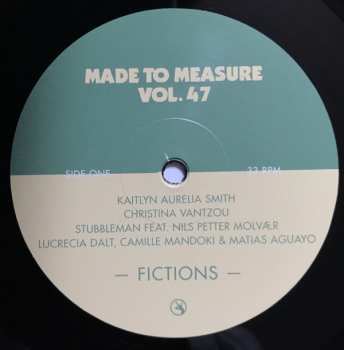 MADE TO MEASURE
VOL. 47
SIDE ONE 33 RPM
KAITLYN AURELIA SMITH
CHRISTINA VANTZOU
STUBBLEMAN FEAT. NILS PETTER MOLVÆR
LUCRECIA DALT, CAMILLE MANDOKI & MATIAS AGUAYO
— FICTIONS —